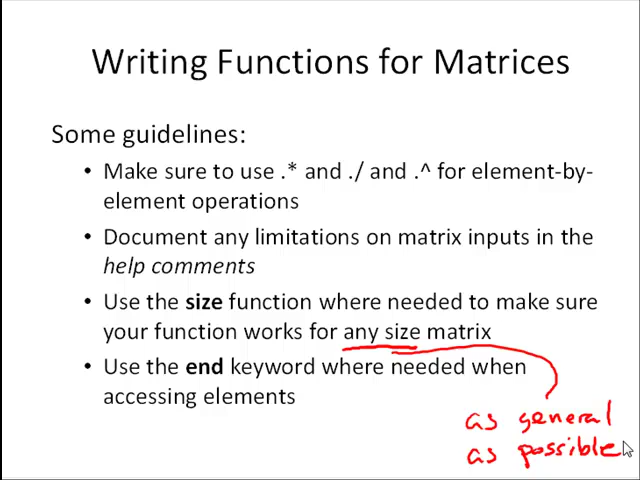 Writing Functions for Matrices
Some guidelines:
• Make sure to use .* and ./ and .^ for element-by-
element operations
• Document any limitations on matrix inputs in the
help comments
• Use the size function where needed to make sure
your function works for any size matrix
• Use the end keyword where needed when
accessing elements
as general
as possible